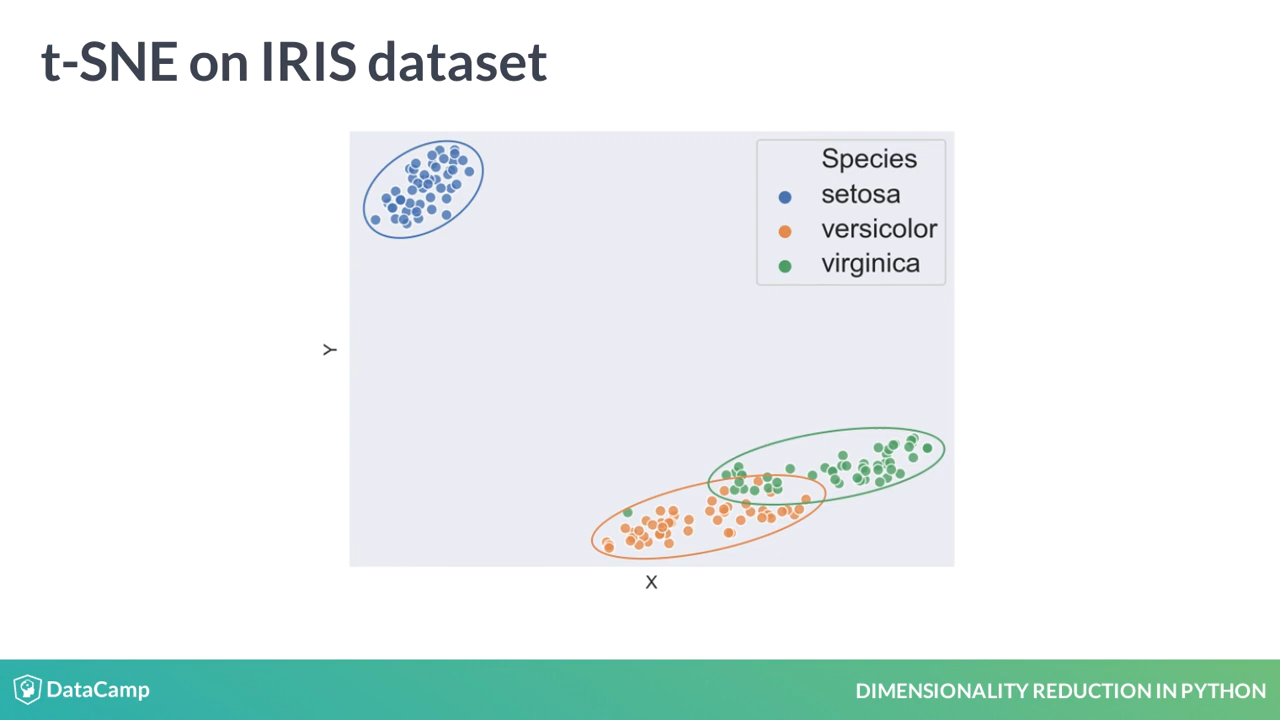 t-SNE on IRIS dataset
Species
setosa
versicolor
virginica
Y
X
DataCamp
DIMENSIONALITY REDUCTION IN PYTHON